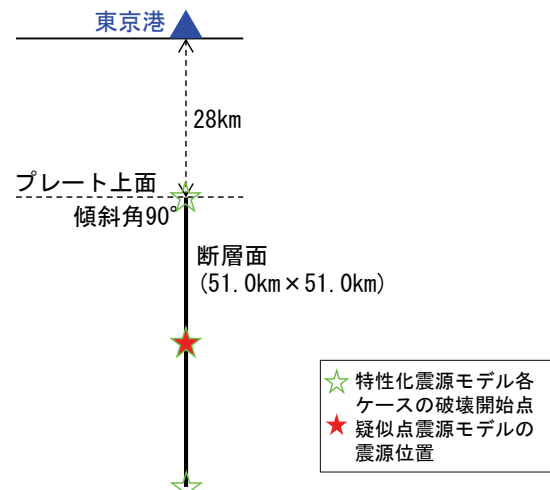 東京港
28km
プレート上面
傾斜角90°
断層面
(51.0km×51.0km)
特性化震源モデル各
ケースの破壊開始点
疑似点震源モデルの
震源位置